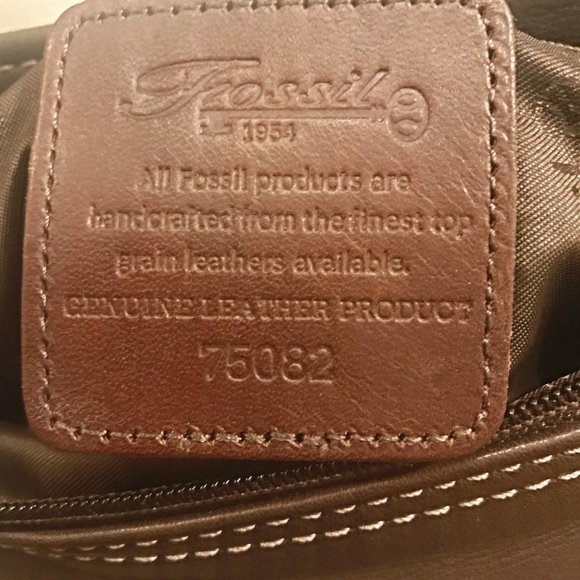 Fossil
1954
All Fossil products are
handcrafted from the finest top
grain leathers available.
GENUINE LEATHER PRODUCT
75082